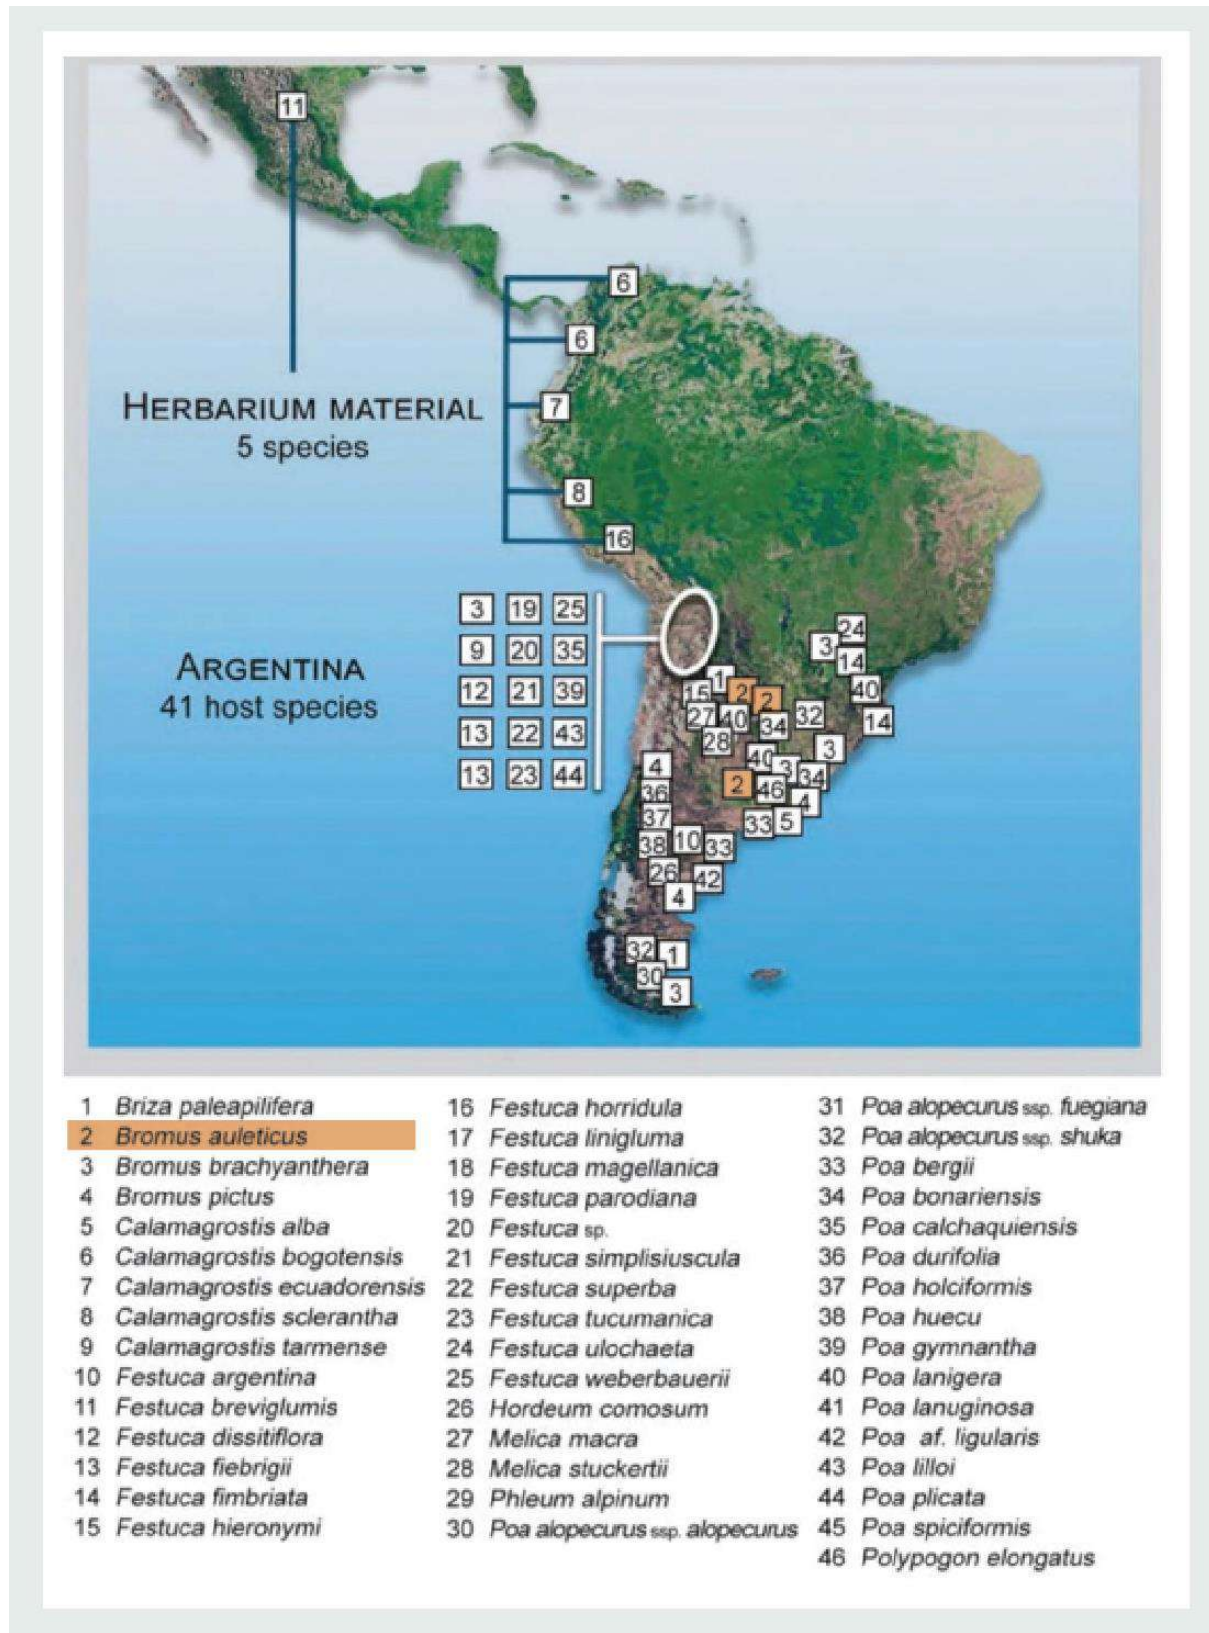 11
6
6
HERBARIUM MATERIAL
5 species
7
8
16
3 19 25
9 20 35
12 21 39
13 22 43
13 23 44
ARGENTINA
41 host species
24
3
14
1
15 2 2 40
27 40 34 32 14
28
40 3
4 3 34
36 2 46 4
37 33 5
38 10 33
26 42
4
32 1
30
3
1 Briza paleapilifera
2 Bromus auleticus
3 Bromus brachyanthera
4 Bromus pictus
5 Calamagrostis alba
6 Calamagrostis bogotensis
7 Calamagrostis ecuadorensis
8 Calamagrostis sclerantha
9 Calamagrostis tarmense
10 Festuca argentina
11 Festuca breviglumis
12 Festuca dissitiflora
13 Festuca fiebrigii
14 Festuca fimbriata
15 Festuca hieronymi
16 Festuca horridula
17 Festuca linigluma
18 Festuca magellanica
19 Festuca parodiana
20 Festuca sp.
21 Festuca simplisiuscula
22 Festuca superba
23 Festuca tucumanica
24 Festuca ulochaeta
25 Festuca weberbauerii
26 Hordeum comosum
27 Melica macra
28 Melica stuckertii
29 Phleum alpinum
30 Poa alopecurus ssp. alopecurus
31 Poa alopecurus ssp. fuegiana
32 Poa alopecurus ssp. shuka
33 Poa bergii
34 Poa bonariensis
35 Poa calchaquiensis
36 Poa durifolia
37 Poa holciformis
38 Poa huecu
39 Poa gymnantha
40 Poa lanigera
41 Poa lanuginosa
42 Poa af. ligularis
43 Poa lilloi
44 Poa plicata
45 Poa spiciformis
46 Polypogon elongatus